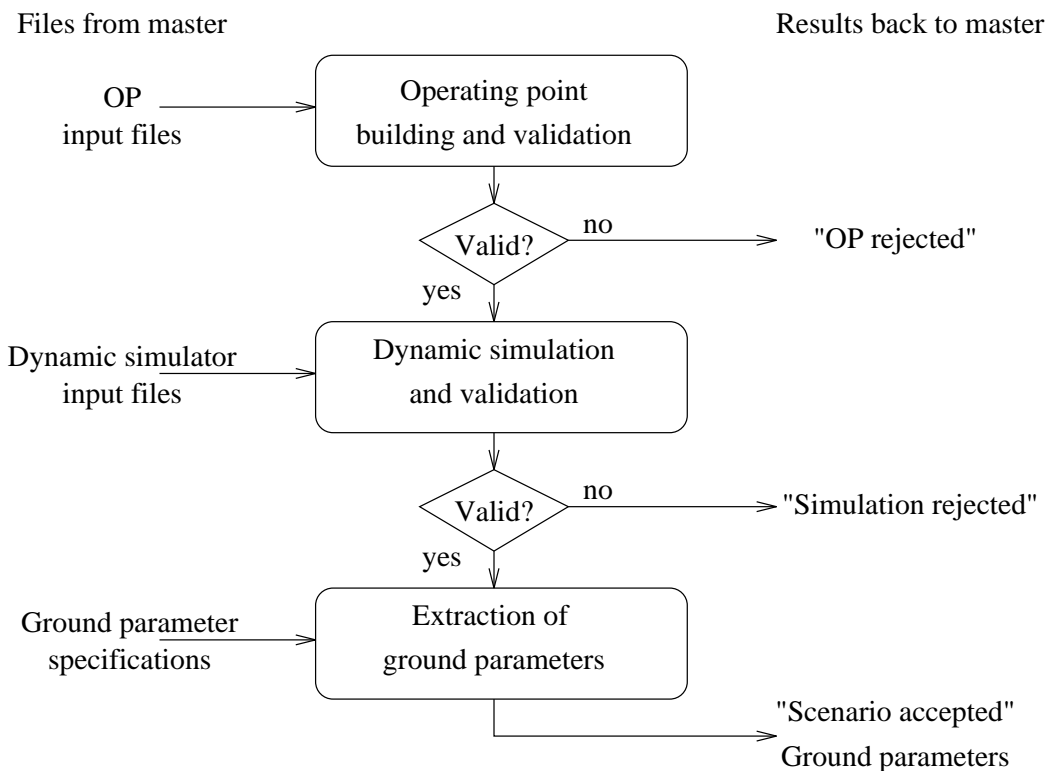 Files from master
Results back to master
OP
input files
Operating point
building and validation
Valid?
no
"OP rejected"
yes
Dynamic simulator
input files
Dynamic simulation
and validation
Valid?
no
"Simulation rejected"
yes
Ground parameter
specifications
Extraction of
ground parameters
"Scenario accepted"
Ground parameters